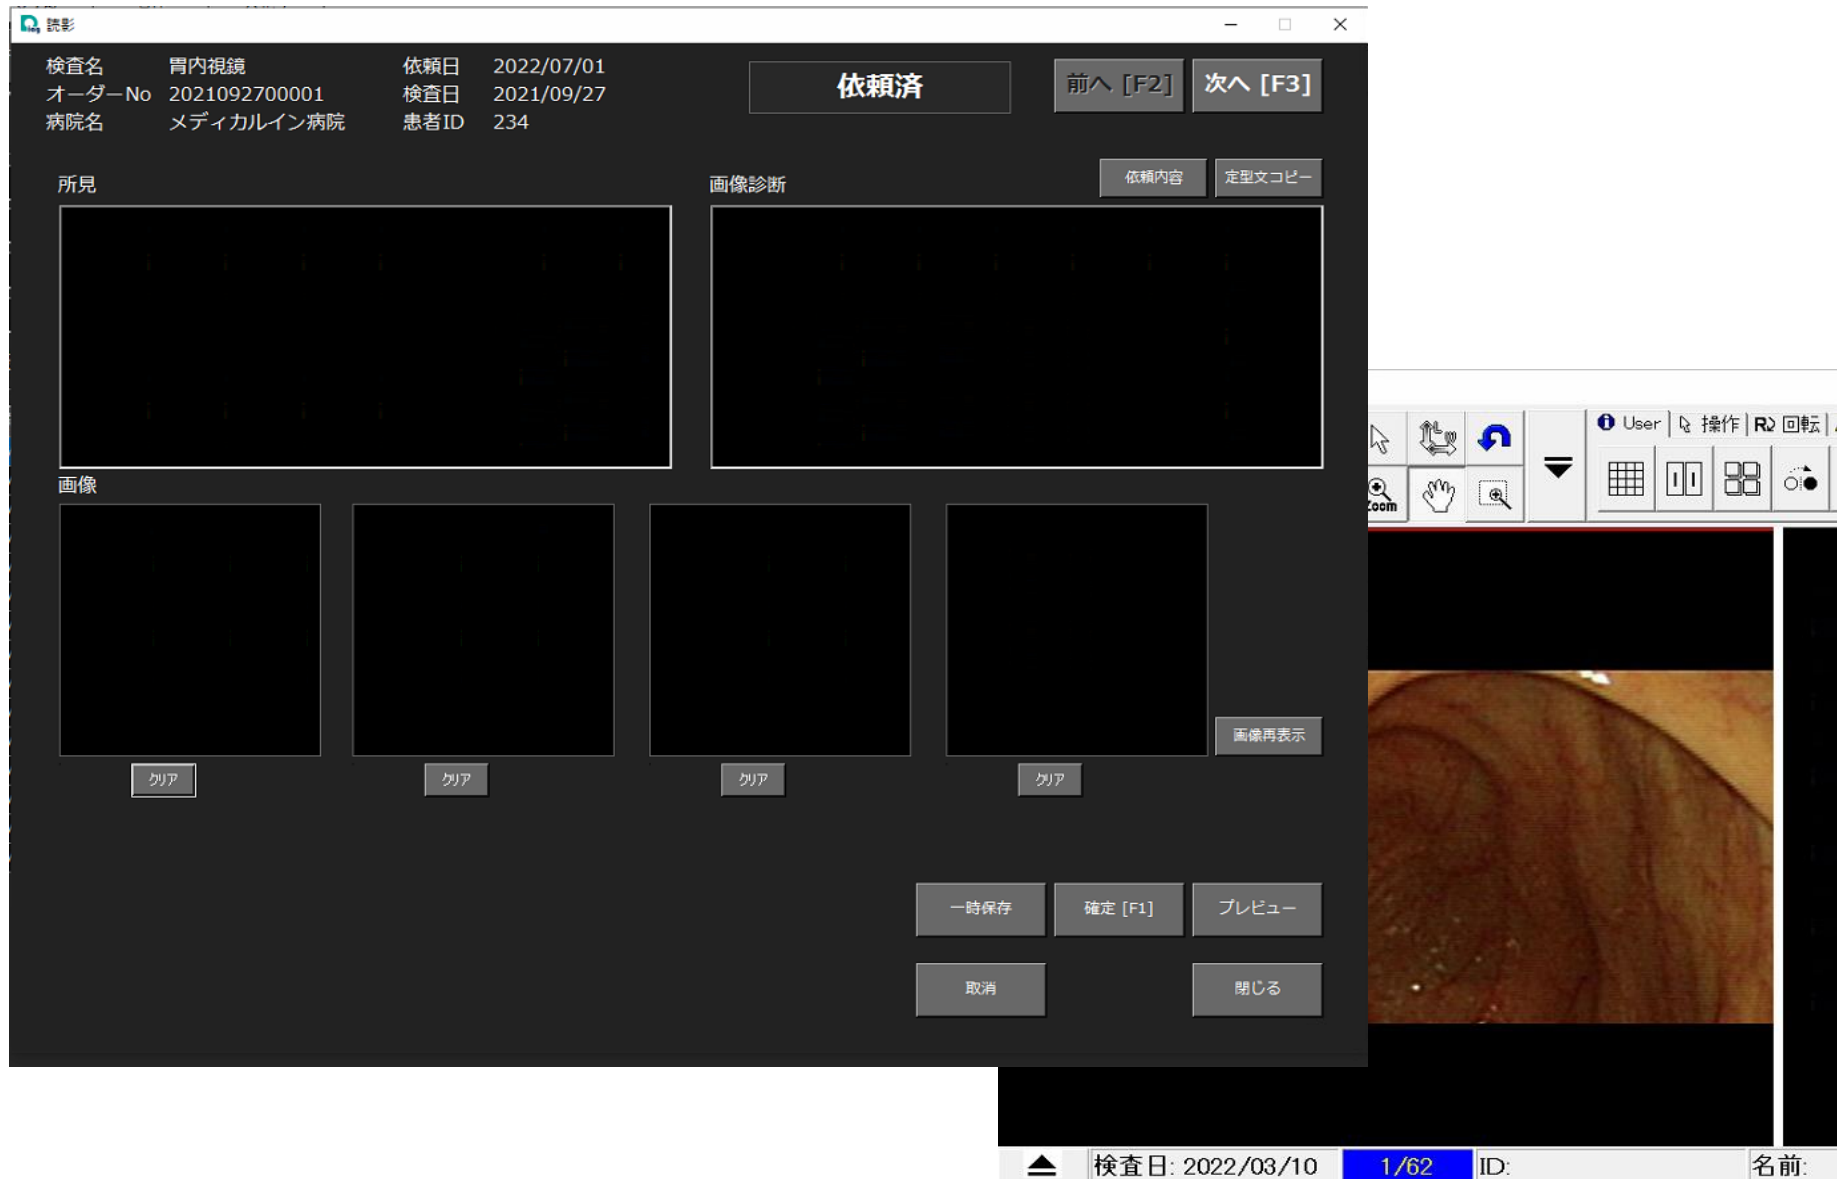 読影
検査名 胃内視鏡 依頼日 2022/07/01
オーダーNo 2021092700001 検査日 2021/09/27
病院名 メディカルイン病院 患者ID 234
依頼済
前へ [F2]
次へ [F3]
依頼内容
定型文コピー
所見
画像診断
画像
画像再表示
クリア
クリア
クリア
クリア
一時保存
確定 [F1]
プレビュー
取消
閉じる
User
操作
R 回転
検査日: 2022/03/10
1/62
ID:
名前: